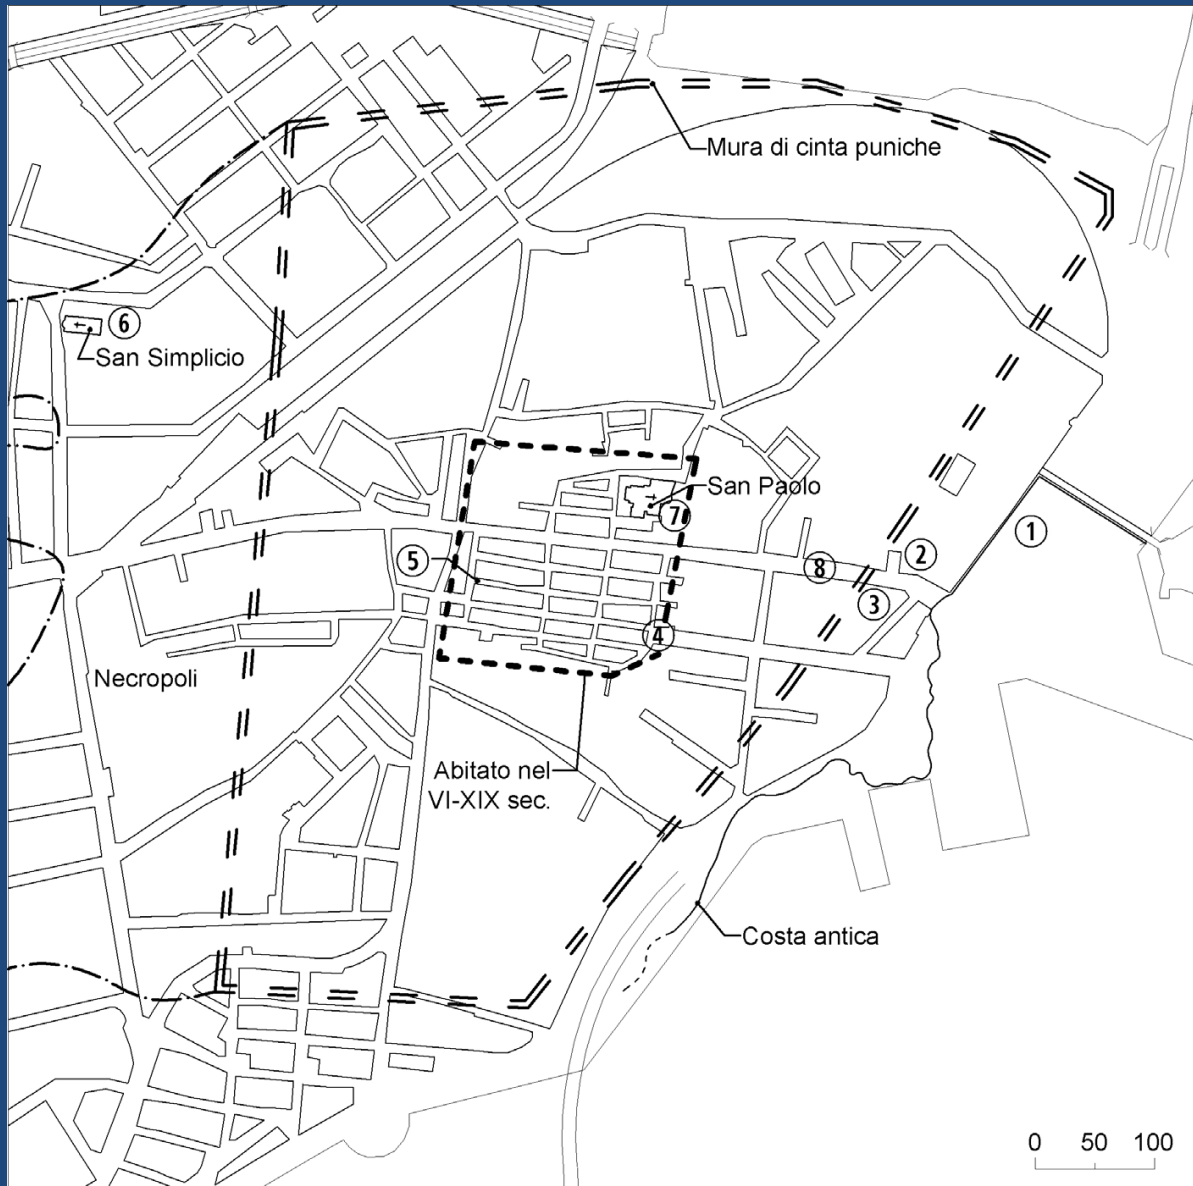 Mura di cinta puniche
6
San Simplicio
San Paolo
7
1
5
2
8
3
4
Necropoli
Abitato nel
VI-XIX sec.
Costa antica
0 50 100